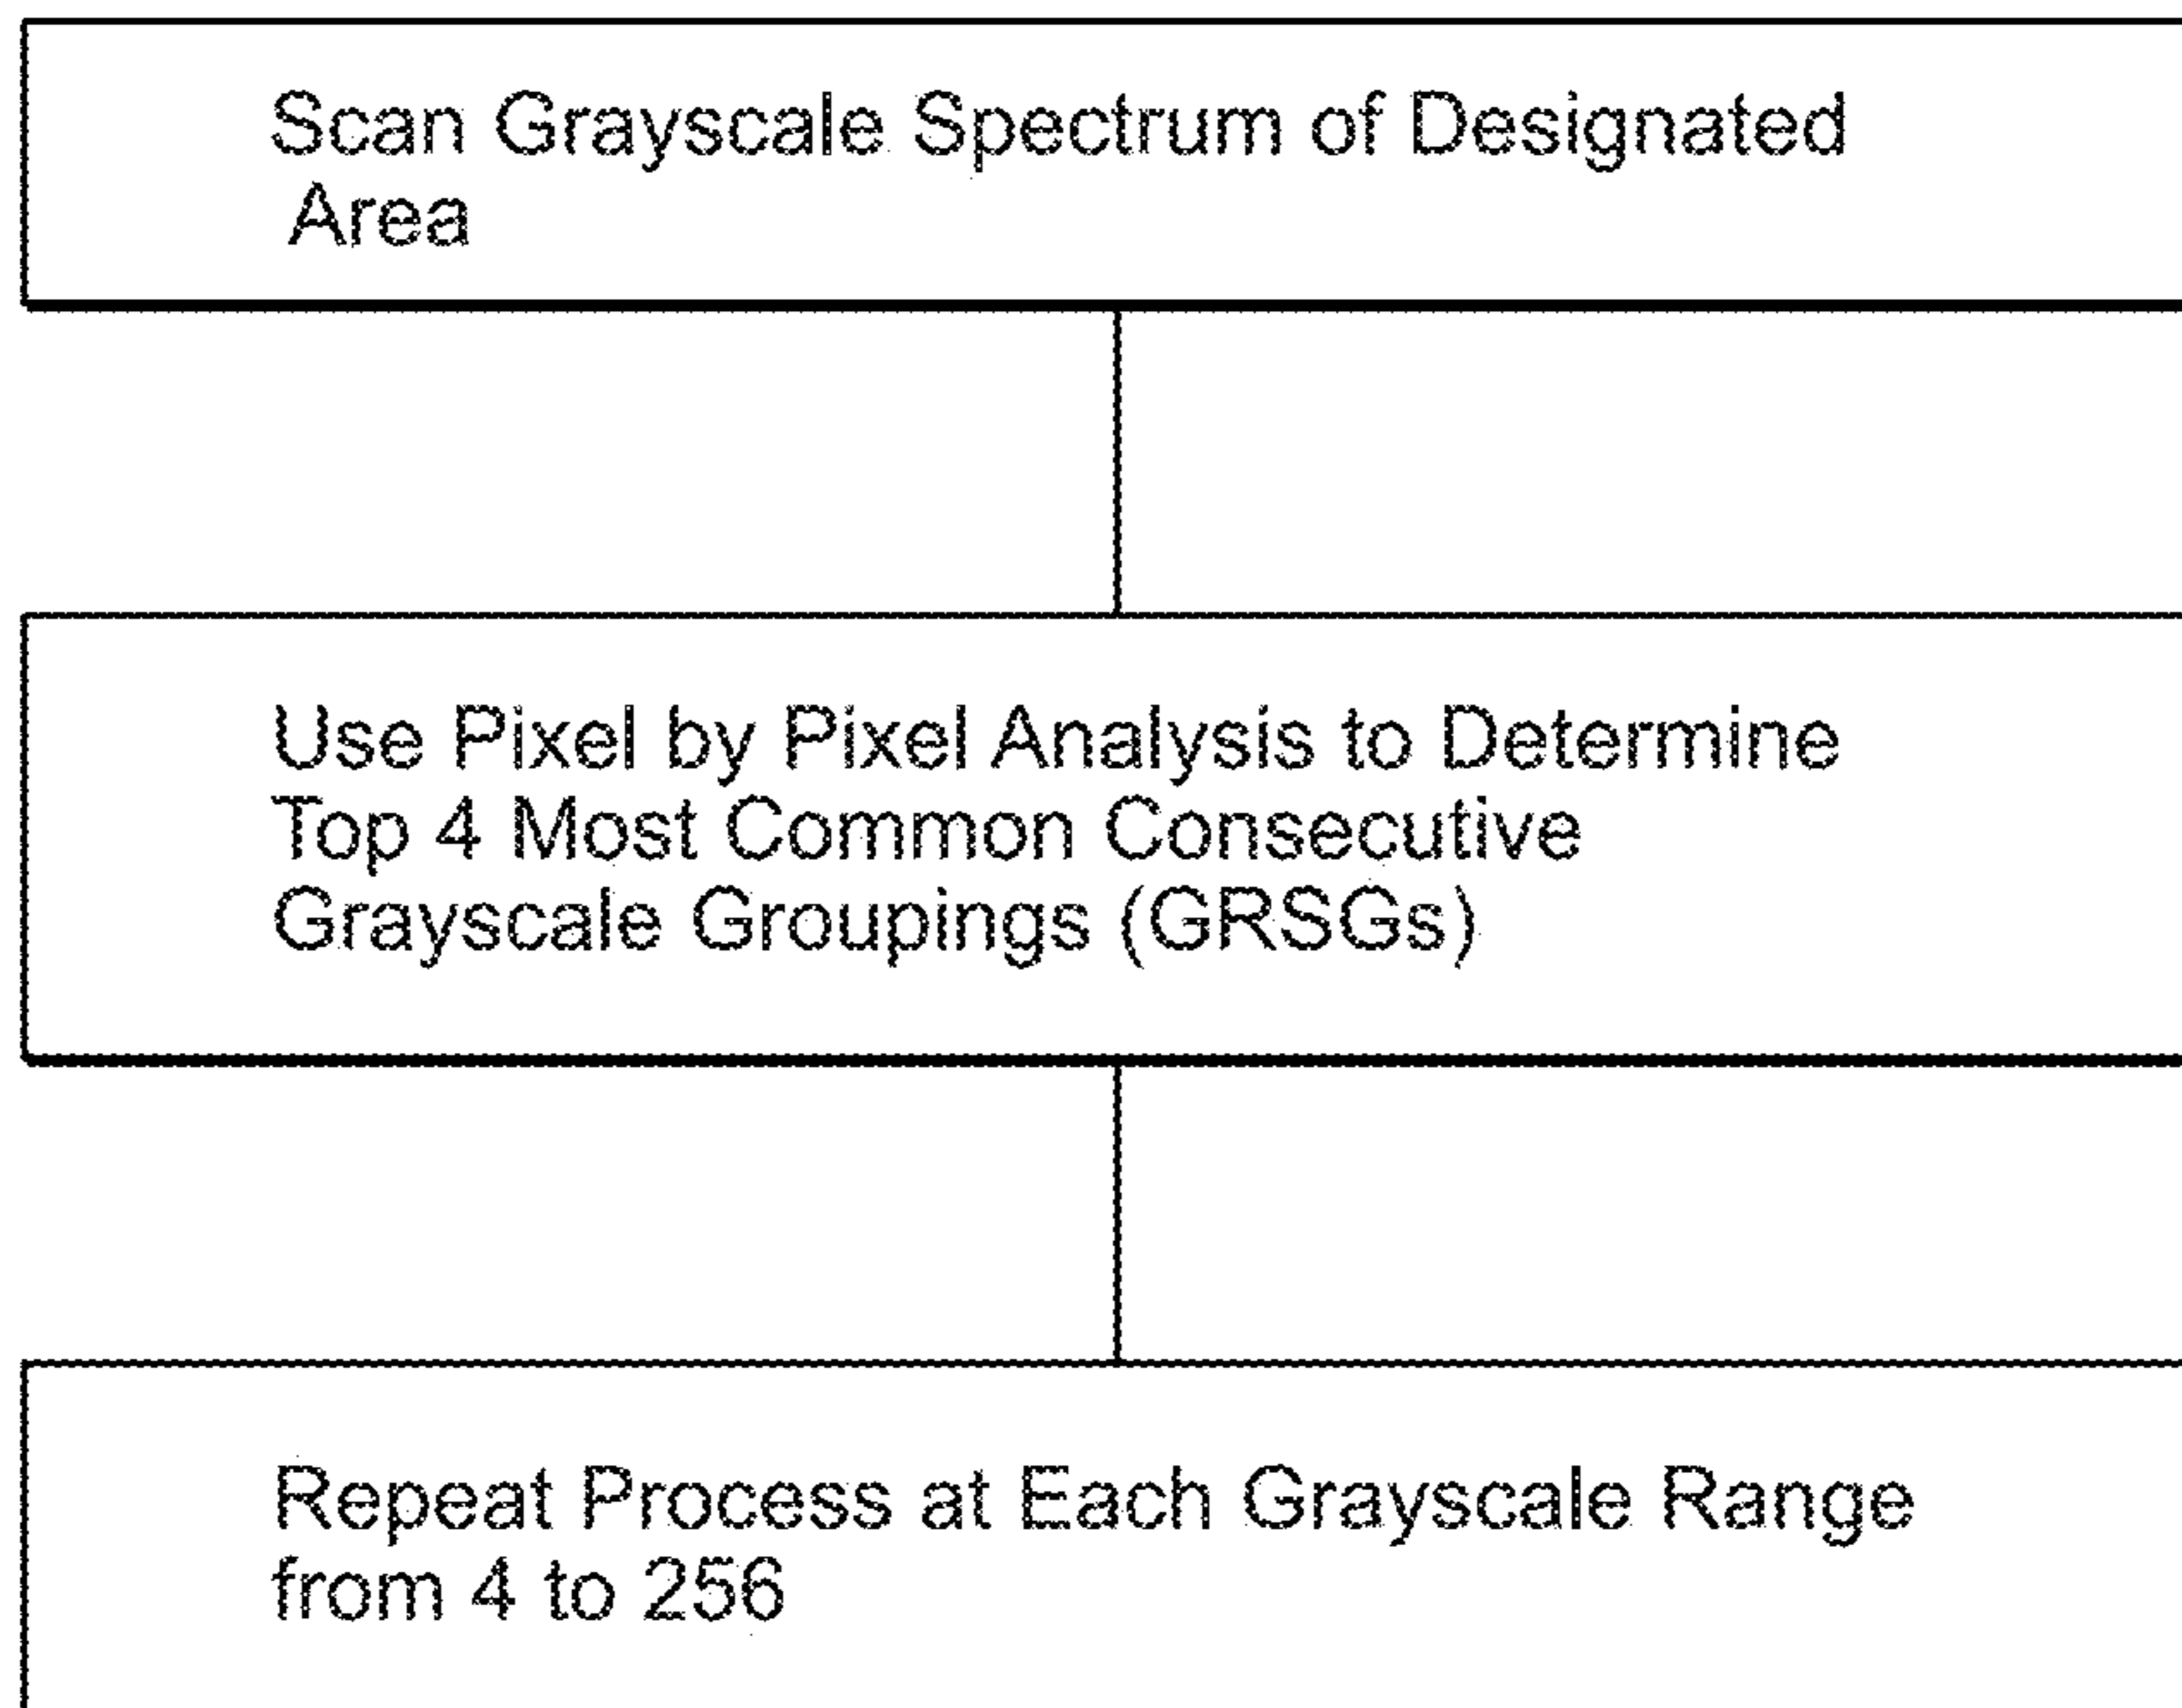 Scan Grayscale Spectrum of Designated
Area
Use Pixel by Pixel Analysis to Determine
Top 4 Most Common Consecutive
Grayscale Groupings (GRSGs)
Repeat Process at Each Grayscale Range
from 4 to 256